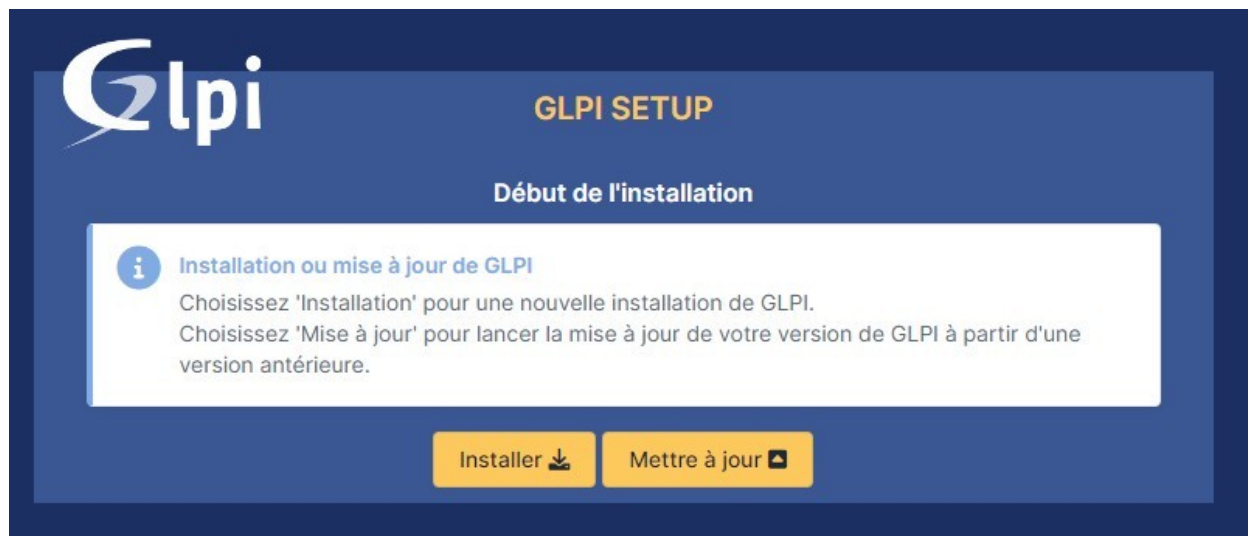 Glpi
GLPI SETUP
Début de l'installation
Installation ou mise à jour de GLPI
Choisissez 'Installation' pour une nouvelle installation de GLPI.
Choisissez 'Mise à jour' pour lancer la mise à jour de votre version de GLPI à partir d'une
version antérieure.
Installer
Mettre à jour